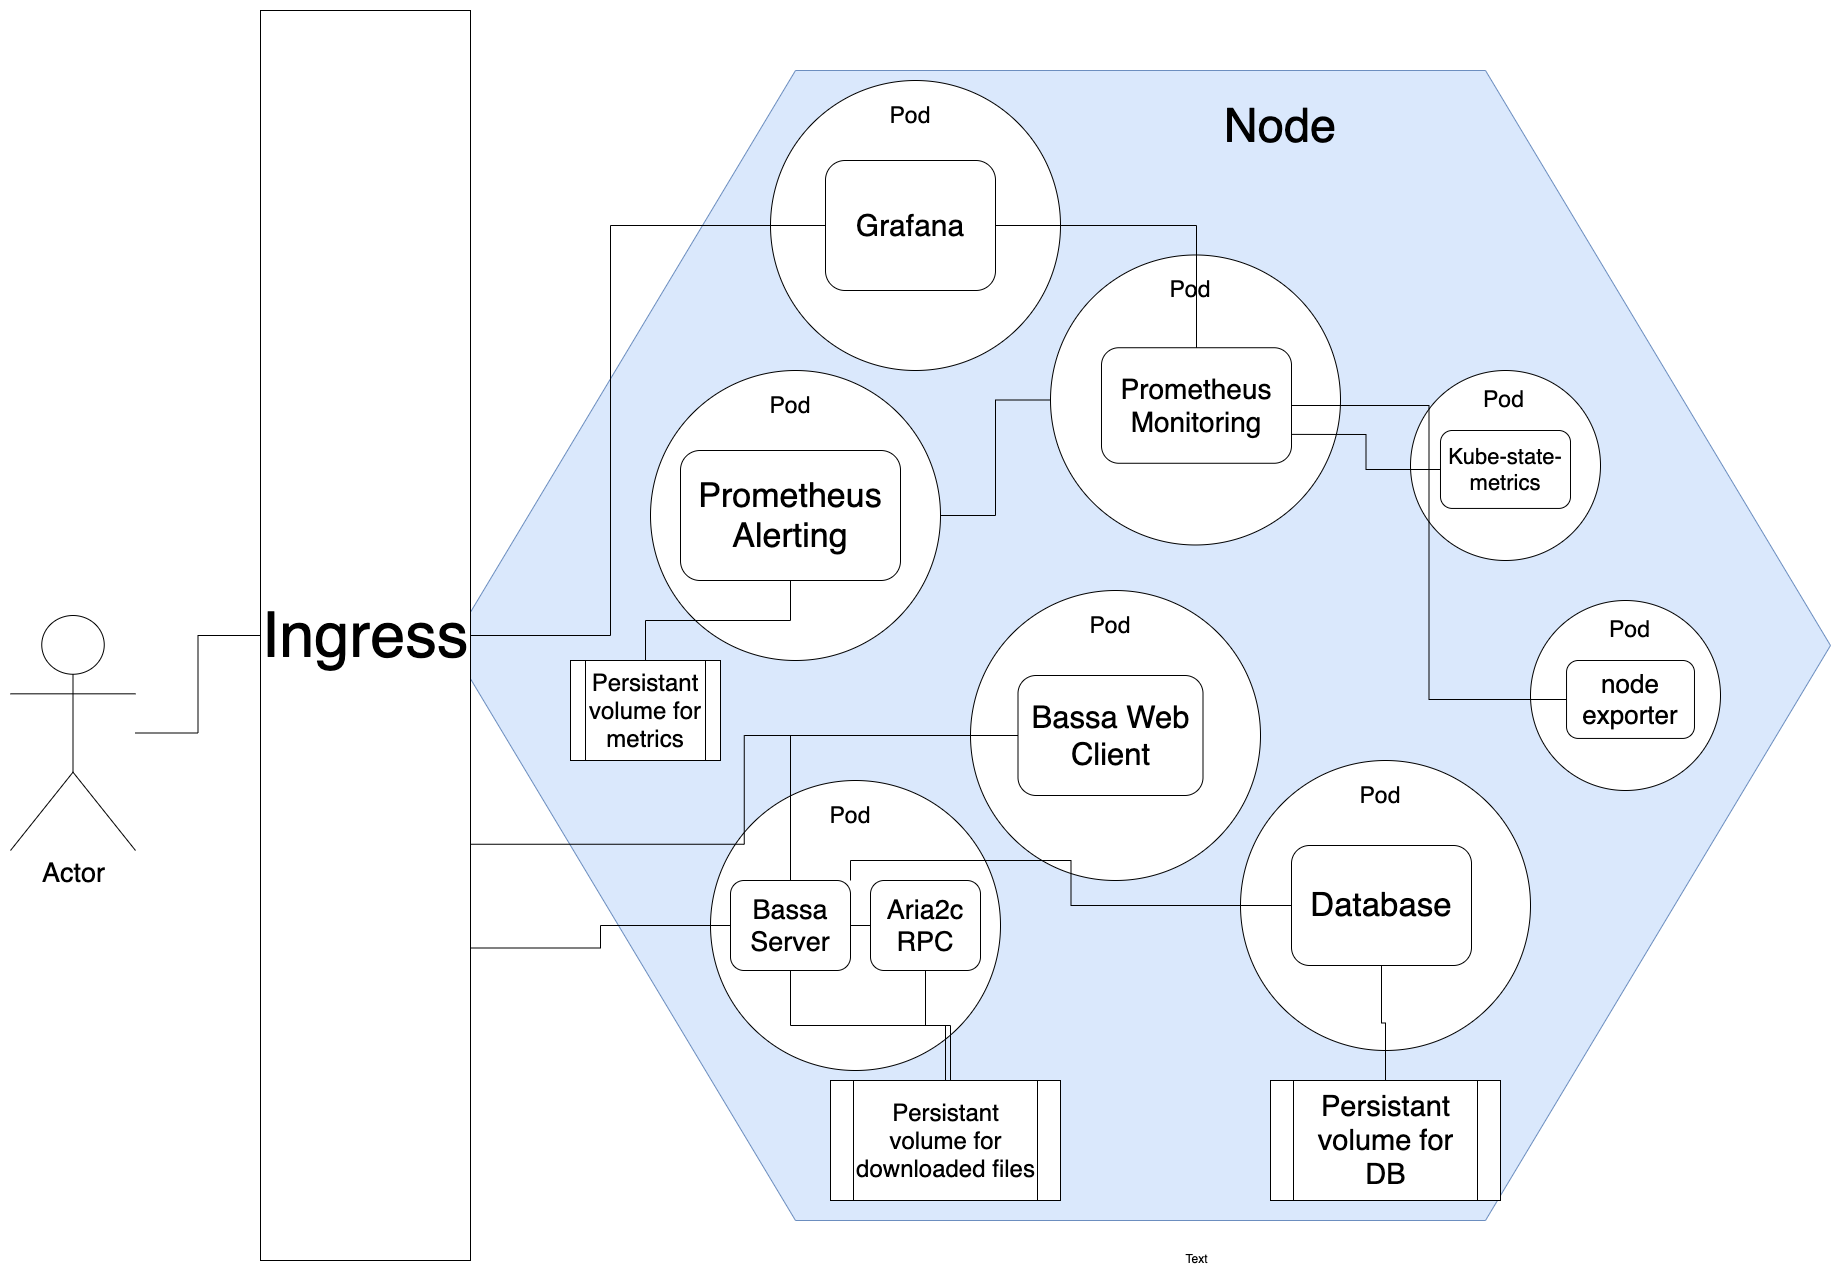 Pod
Node
Grafana
Pod
Prometheus
Monitoring
Pod
Kube-state-
metrics
Pod
Prometheus
Alerting
Ingress
Pod
node
exporter
Pod
Bassa Web
Client
Persistant
volume for
metrics
Actor
Pod
Bassa
Server
Aria2c
RPC
Pod
Database
Persistant
volume for
downloaded files
Persistant
volume for
DB
Text